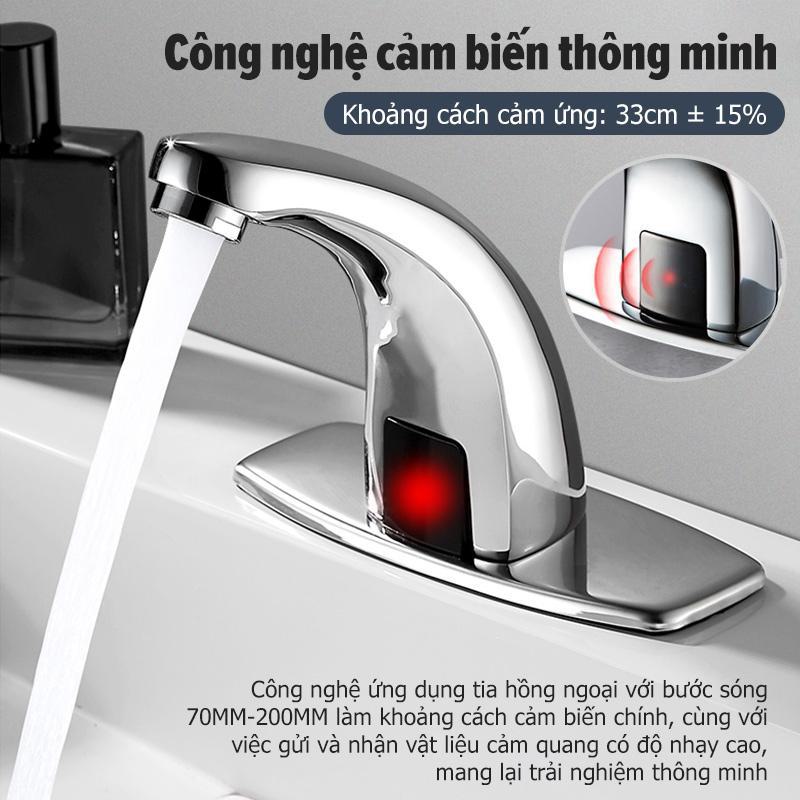 Công nghệ cảm biến thông minh
Khoảng cách cảm ứng: 33cm ± 15%
Công nghệ ứng dụng tia hồng ngoại với bước sóng
70MM-200MM làm khoảng cách cảm biến chính, cùng với
việc gửi và nhận vật liệu cảm quang có độ nhạy cao,
mang lại trải nghiệm thông minh